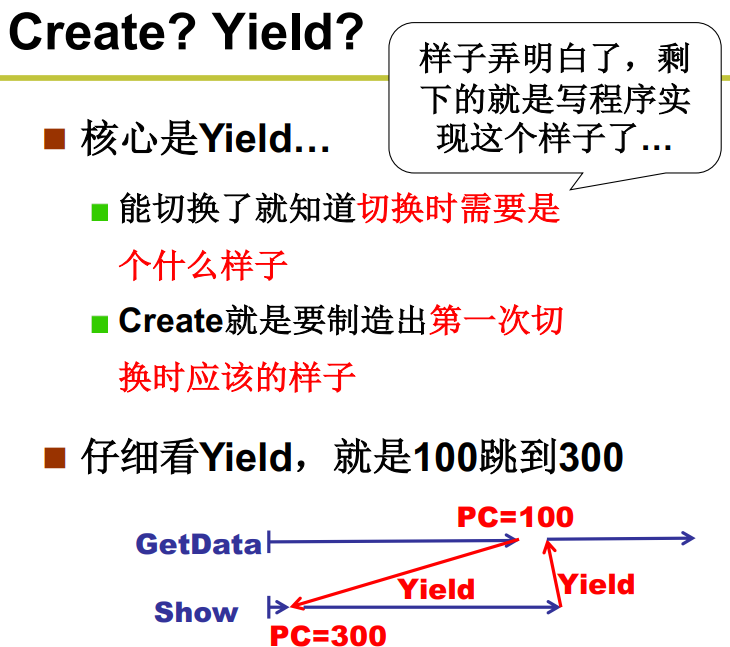 Create? Yield?
样子弄明白了，剩
下的就是写程序实
现这个样子了…
核心是Yield…
能切换了就知道切换时需要是
个什么样子
Create就是要制造出第一次切
换时应该的样子
仔细看Yield，就是100跳到300
PC=100
GetData
Yield
Yield
Show
PC=300